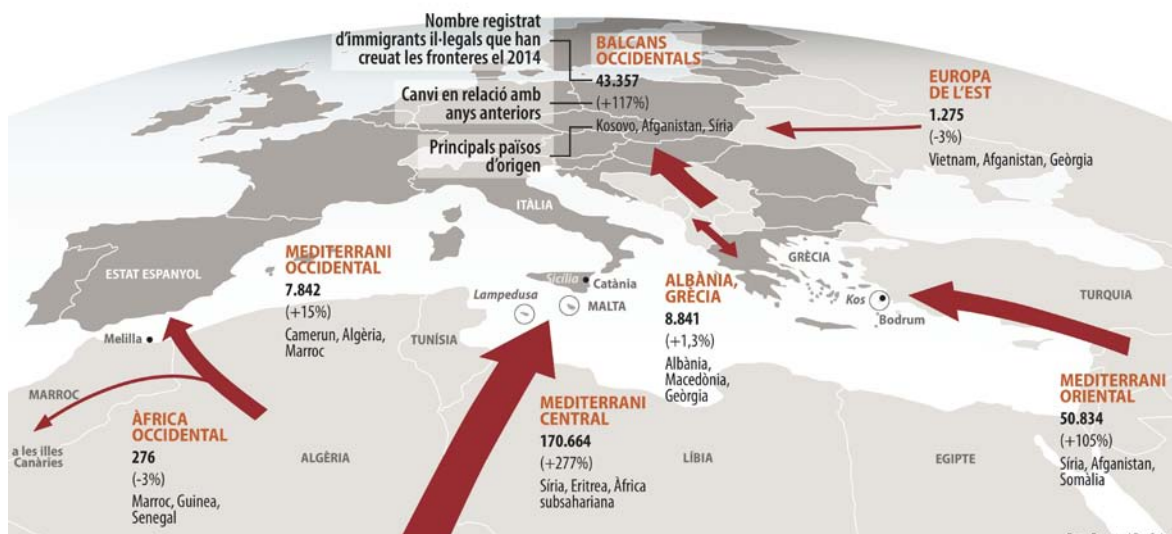 Nombre registrat
d'immigrants il·legals que han
creuat les fronteres el 2014
Canvi en relació amb
anys anteriors
Principals països
d'origen
BALCANS
OCCIDENTALS
43.357
(+117%)
Kosovo, Afganistan, Síria
EUROPA
DE L'EST
1.275
(-3%)
Vietnam, Afganistan, Geòrgia
ITÀLIA
ESTAT ESPANYOL
MEDITERRANI
OCCIDENTAL
7.842
(+15%)
Camerun, Algèria,
Marroc
Sicília
Catània
Lampedusa
MALTA
TUNÍSIA
ALBÀNIA,
GRÈCIA
8.841
(+1,3%)
Albània,
Macedònia,
Geòrgia
GRÈCIA
Kos
Bodrum
TURQUIA
Melilla
MARROC
a les illes
Canàries
ÀFRICA
OCCIDENTAL
276
(-3%)
Marroc, Guinea,
Senegal
ALGÈRIA
MEDITERRANI
CENTRAL
170.664
(+277%)
Síria, Eritrea, Àfrica
subsahariana
LÍBIA
EGIPTE
MEDITERRANI
ORIENTAL
50.834
(+105%)
Síria, Afganistan,
Somàlia